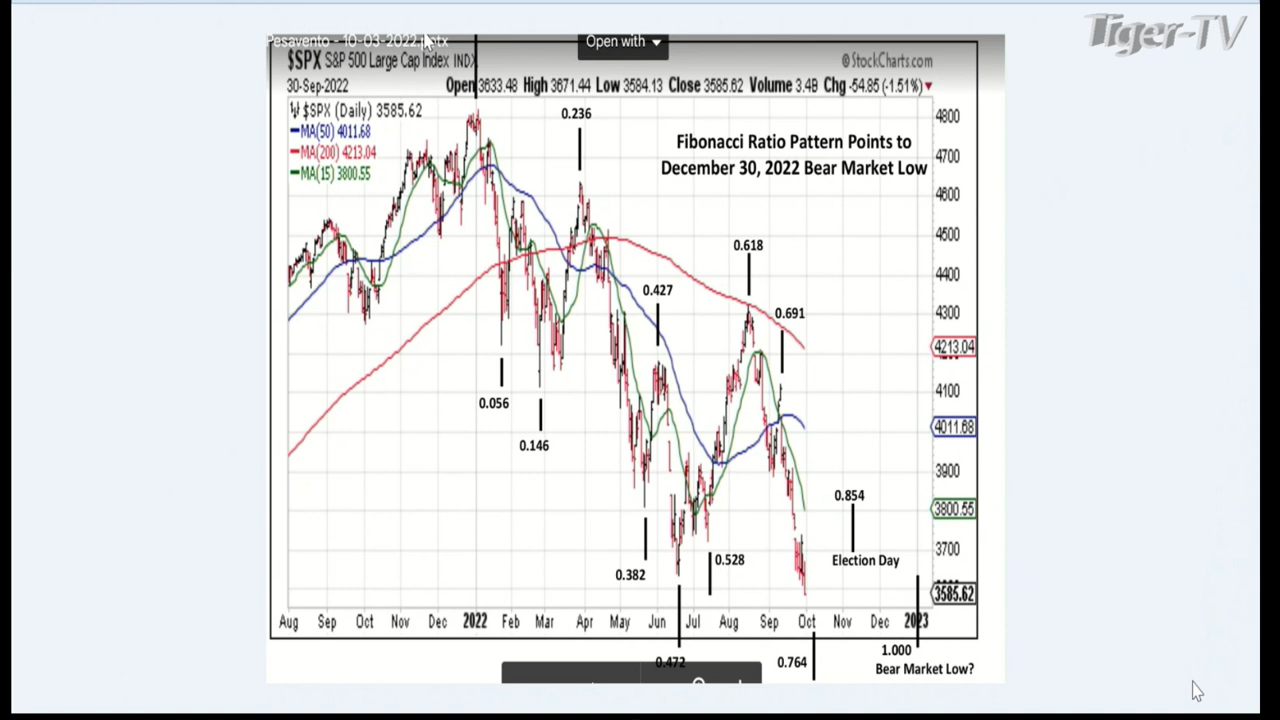 Tiger-TV
Pesavento - 10-03-2022.pptx
Open with
$SPX S&P 500 Large Cap Index INDX
©StockCharts.com
30-Sep-2022
Open 3633.48 High 3671.44 Low 3584.13 Close 3585.62 Volume 3.4B Chg -54.85 (-1.51%)
$SPX (Daily) 3585.62
MA(50) 4011.68
MA(200) 4213.04
MA(15) 3800.55
Fibonacci Ratio Pattern Points to
December 30, 2022 Bear Market Low
0.236
0.618
0.427
0.691
0.056
0.146
0.854
Election Day
0.528
0.382
4800
4700
4600
4500
4400
4300
4213.04
4100
4011.68
3900
3800.55
3700
3585.62
Aug Sep Oct Nov Dec 2022 Feb Mar Apr May Jun Jul Aug Sep Oct Nov Dec 2023
0.472
0.764
1.000
Bear Market Low?